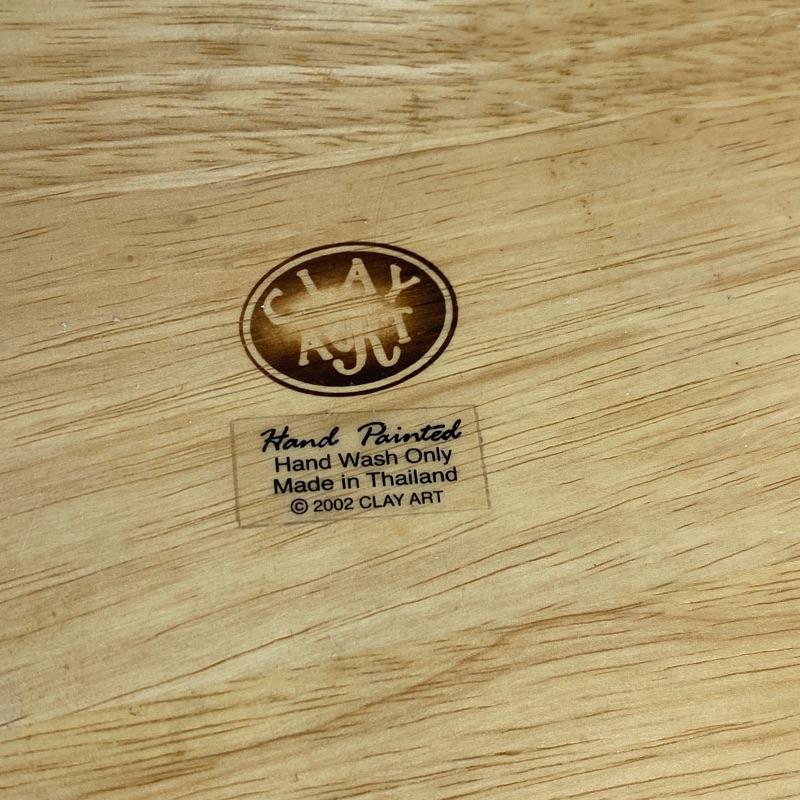 CLAY
ART
Hand Painted
Hand Wash Only
Made in Thailand
© 2002 CLAY ART